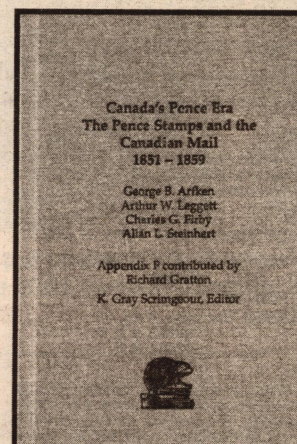 Canada's Pence Era
The Pence Stamps and the
Canadian Mail
1851 – 1859
George B. Arfken
Arthur W. Leggett
Charles G. Firby
Allan L. Steinhart
Appendix P contributed by
Richard Gratton
K. Gray Scrimgeour, Editor